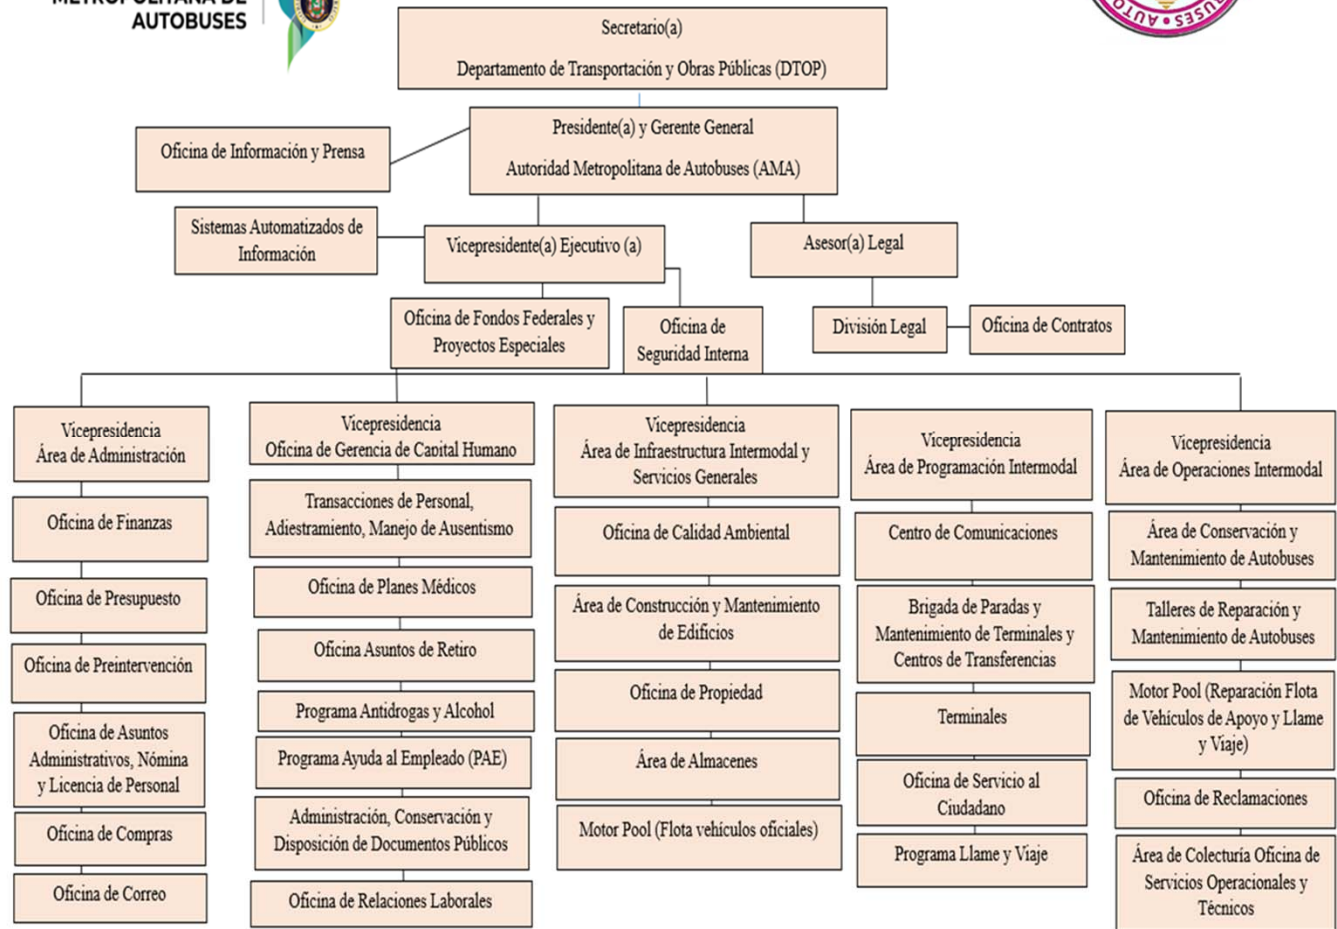 METROPOLITANA DE
AUTOBUSES
AUTO
BUSES
Secretario(a)
Departamento de Transportación y Obras Públicas (DTOP)
Presidente(a) y Gerente General
Autoridad Metropolitana de Autobuses (AMA)
Oficina de Información y Prensa
Sistemas Automatizados de
Información
Vicepresidente(a) Ejecutivo (a)
Asesor(a) Legal
Oficina de Fondos Federales y
Proyectos Especiales
Oficina de
Seguridad Interna
División Legal
Oficina de Contratos
Vicepresidencia
Área de Administración
Oficina de Finanzas
Oficina de Presupuesto
Oficina de Preintervención
Oficina de Asuntos
Administrativos, Nómina
y Licencia de Personal
Oficina de Compras
Oficina de Correo
Vicepresidencia
Oficina de Gerencia de Capital Humano
Transacciones de Personal,
Adiestramiento, Manejo de Ausentismo
Oficina de Planes Médicos
Oficina Asuntos de Retiro
Programa Antidrogas y Alcohol
Programa Ayuda al Empleado (PAE)
Administración, Conservación y
Disposición de Documentos Públicos
Oficina de Relaciones Laborales
Vicepresidencia
Área de Infraestructura Intermodal y
Servicios Generales
Oficina de Calidad Ambiental
Área de Construcción y Mantenimiento
de Edificios
Oficina de Propiedad
Área de Almacenes
Motor Pool (Flota vehículos oficiales)
Vicepresidencia
Área de Programación Intermodal
Centro de Comunicaciones
Brigada de Paradas y
Mantenimiento de Terminales y
Centros de Transferencias
Terminales
Oficina de Servicio al
Ciudadano
Programa Llame y Viaje
Vicepresidencia
Área de Operaciones Intermodal
Área de Conservación y
Mantenimiento de Autobuses
Talleres de Reparación y
Mantenimiento de Autobuses
Motor Pool (Reparación Flota
de Vehículos de Apoyo y Llame
y Viaje)
Oficina de Reclamaciones
Área de Colecturía Oficina de
Servicios Operacionales y
Técnicos